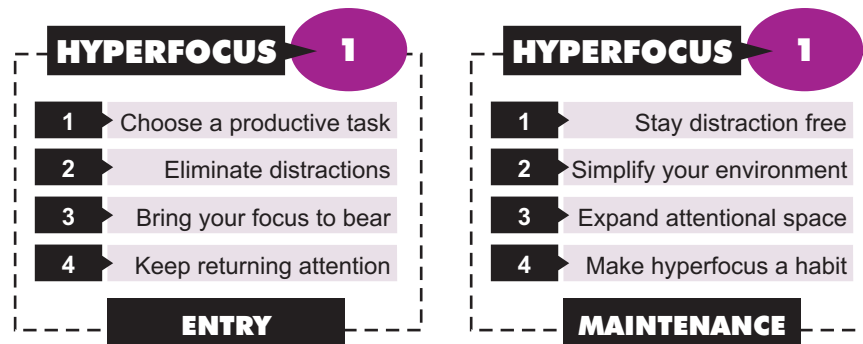 HYPERFOCUS 1
1 Choose a productive task
2 Eliminate distractions
3 Bring your focus to bear
4 Keep returning attention
ENTRY
HYPERFOCUS 1
1 Stay distraction free
2 Simplify your environment
3 Expand attentional space
4 Make hyperfocus a habit
MAINTENANCE